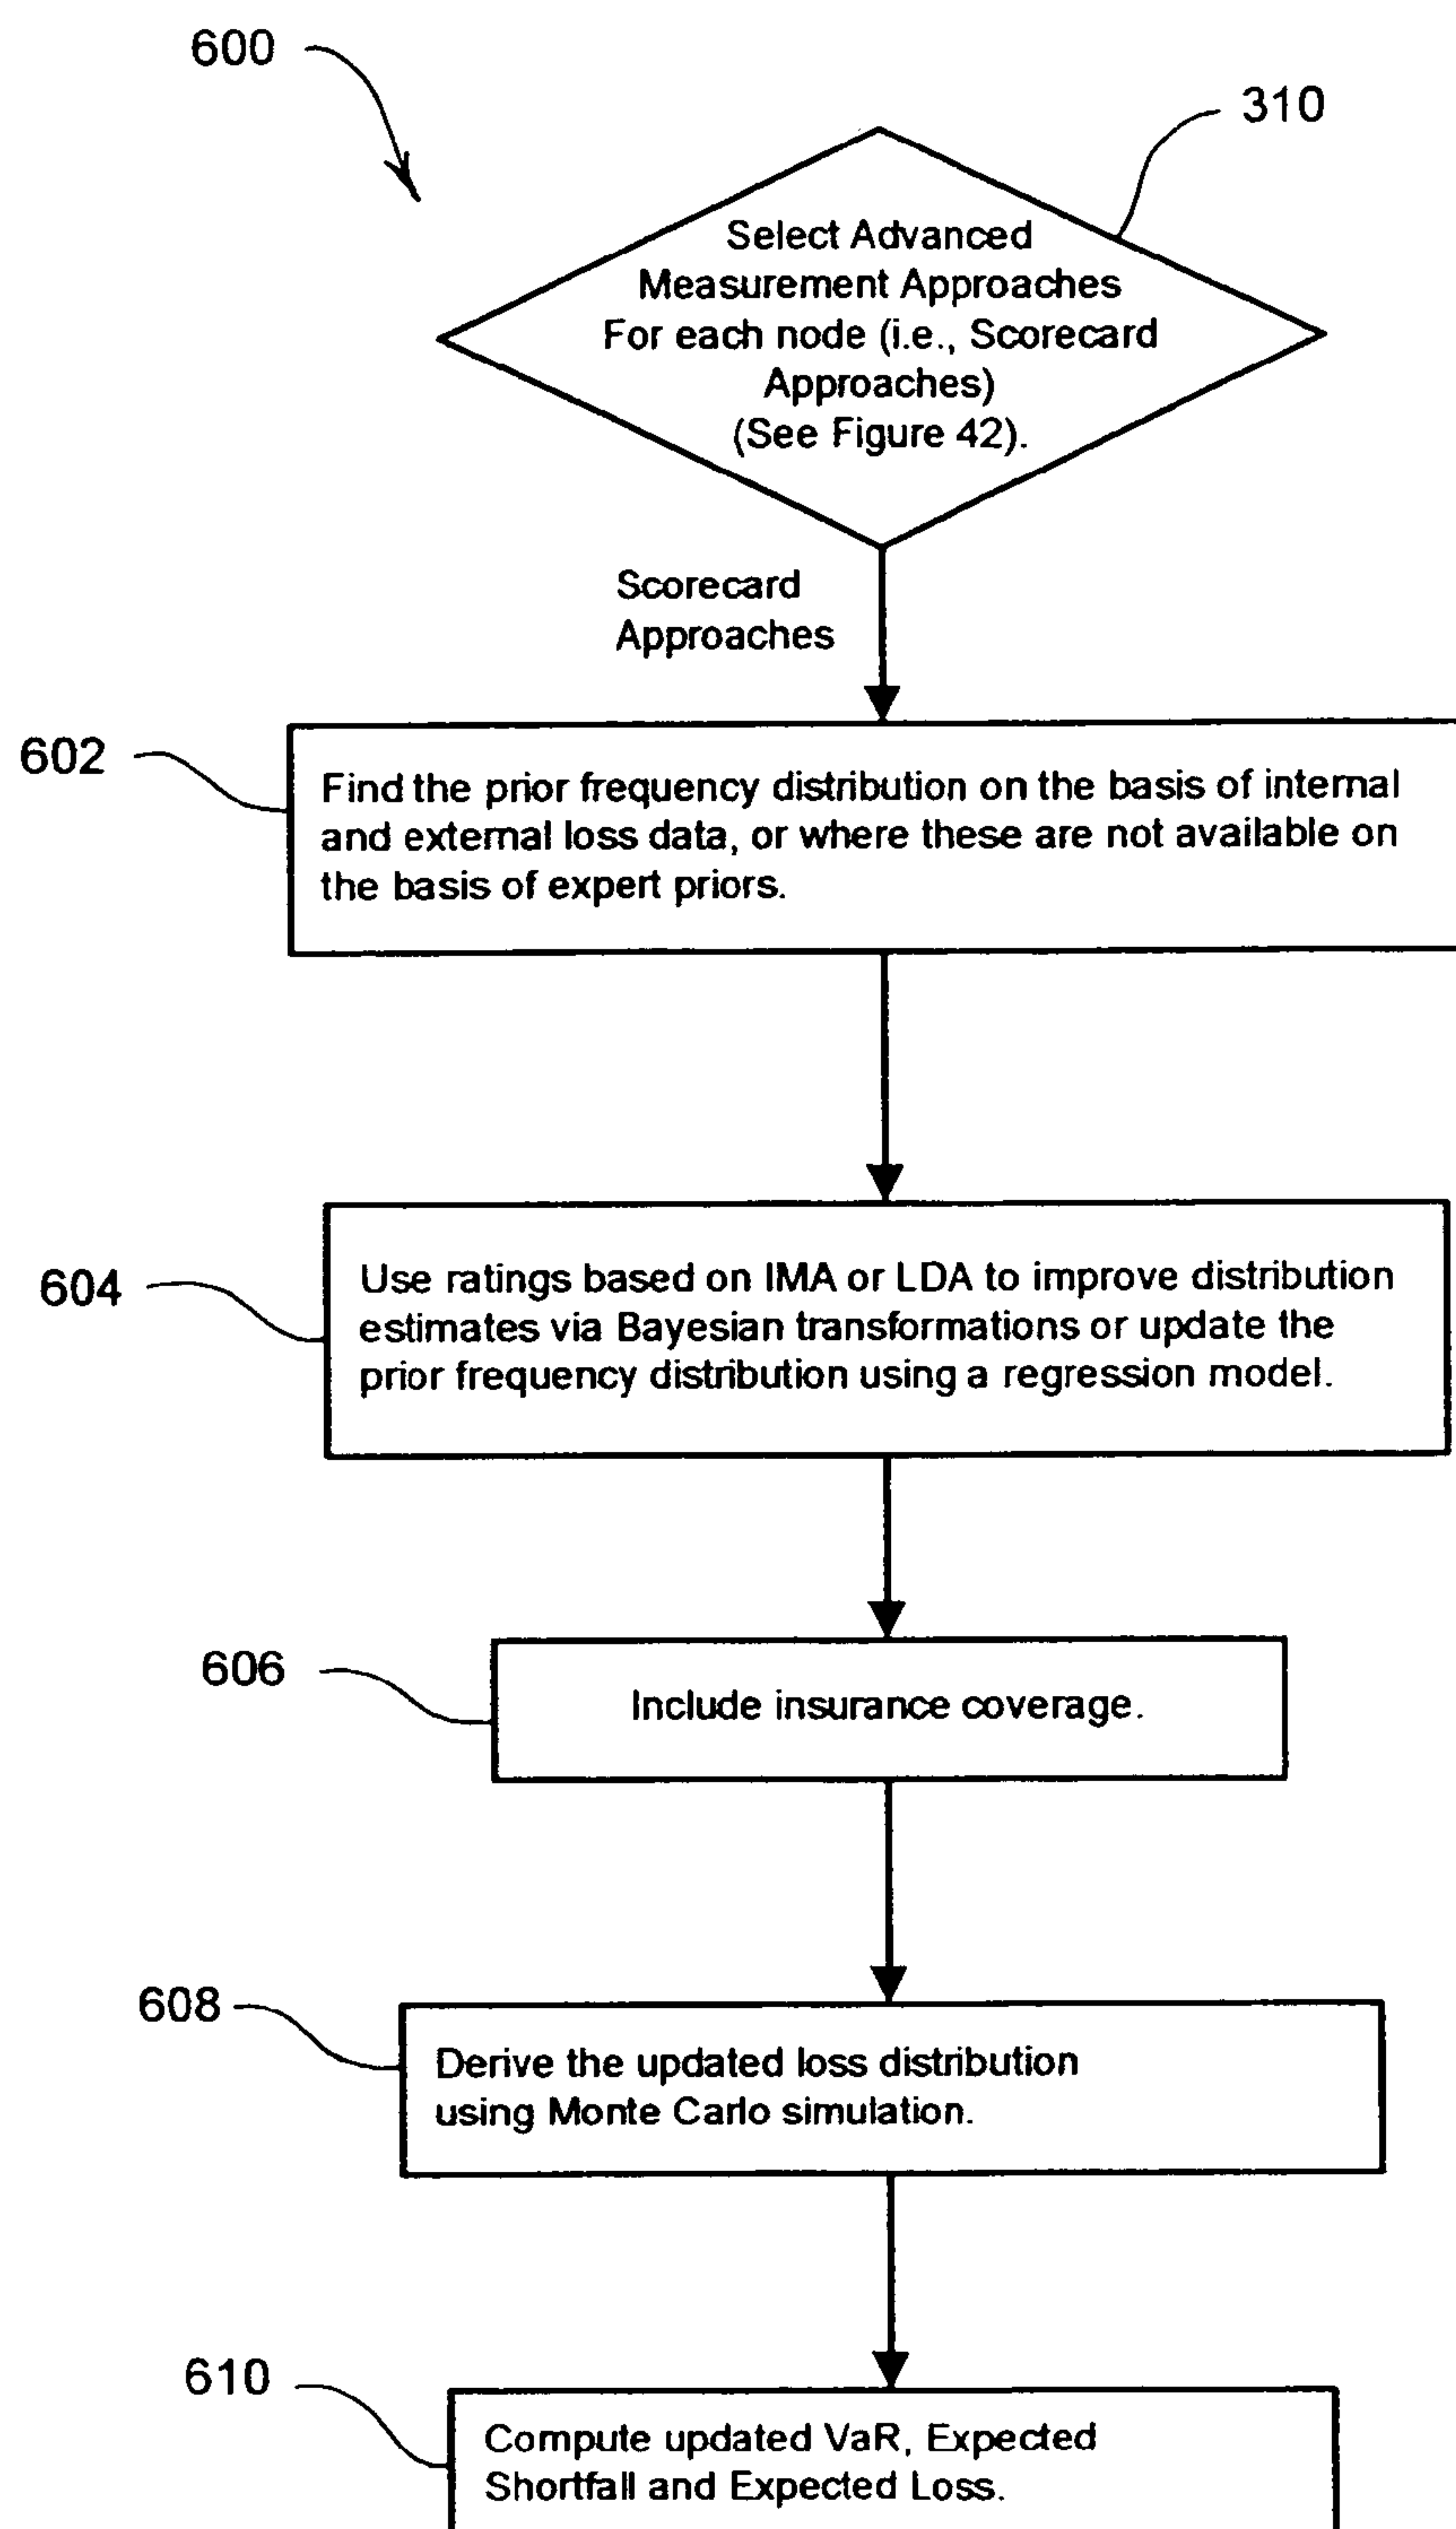 600
310
Select Advanced
Measurement Approaches
For each node (i.e., Scorecard
Approaches)
(See Figure 42).
Scorecard
Approaches
602
Find the prior frequency distribution on the basis of internal
and external loss data, or where these are not available on
the basis of expert priors.
604
Use ratings based on IMA or LDA to improve distribution
estimates via Bayesian transformations or update the
prior frequency distribution using a regression model.
606
Include insurance coverage.
608
Derive the updated loss distribution
using Monte Carlo simulation.
610
Compute updated VaR, Expected
Shortfall and Expected Loss.